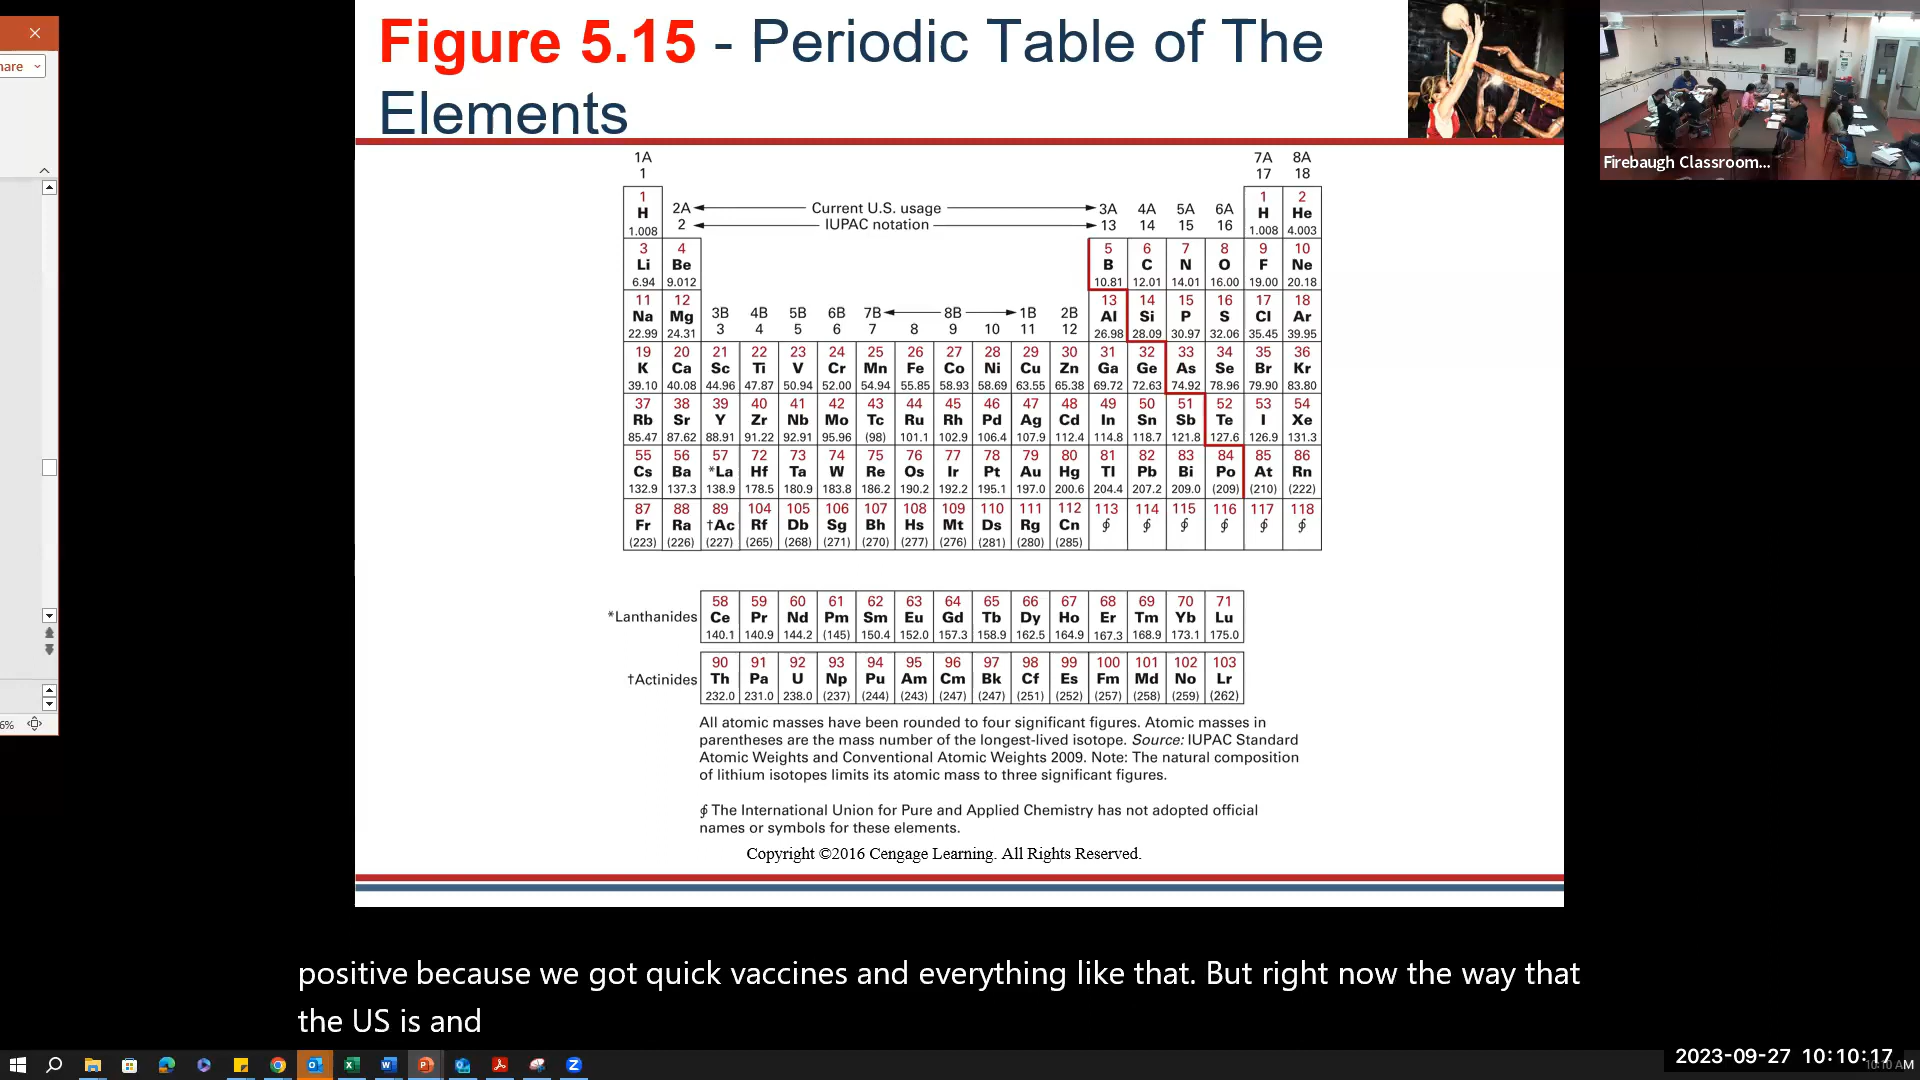 Figure 5.15 - Periodic Table of The
Elements
hare
6%
Firebaugh Classroom...
1A 7A 8A
1 17 18
1 1 2
H 2A Current U.S. usage 3A 4A 5A 6A H He
1.008 2 IUPAC notation 13 14 15 16 1.008 4.003
3 4 5 6 7 8 9 10
Li Be B C N O F Ne
6.94 9.012 10.81 12.01 14.01 16.00 19.00 20.18
11 12 13 14 15 16 17 18
Na Mg 3B 4B 5B 6B 7B 8B 1B 2B Al Si P S Cl Ar
22.99 24.31 3 4 5 6 7 8 9 10 11 12 26.98 28.09 30.97 32.06 35.45 39.95
19 20 21 22 23 24 25 26 27 28 29 30 31 32 33 34 35 36
K Ca Sc Ti V Cr Mn Fe Co Ni Cu Zn Ga Ge As Se Br Kr
39.10 40.08 44.96 47.87 50.94 52.00 54.94 55.85 58.93 58.69 63.55 65.38 69.72 72.63 74.92 78.96 79.90 83.80
37 38 39 40 41 42 43 44 45 46 47 48 49 50 51 52 53 54
Rb Sr Y Zr Nb Mo Tc Ru Rh Pd Ag Cd In Sn Sb Te I Xe
85.47 87.62 88.91 91.22 92.91 95.96 (98) 101.1 102.9 106.4 107.9 112.4 114.8 118.7 121.8 127.6 126.9 131.3
55 56 57 72 73 74 75 76 77 78 79 80 81 82 83 84 85 86
Cs Ba *La Hf Ta W Re Os Ir Pt Au Hg Tl Pb Bi Po At Rn
132.9 137.3 138.9 178.5 180.9 183.8 186.2 190.2 192.2 195.1 197.0 200.6 204.4 207.2 209.0 (209) (210) (222)
87 88 89 104 105 106 107 108 109 110 111 112 113 114 115 116 117 118
Fr Ra †Ac Rf Db Sg Bh Hs Mt Ds Rg Cn ∮ ∮ ∮ ∮ ∮ ∮
(223) (226) (227) (265) (268) (271) (270) (277) (276) (281) (280) (285)
58 59 60 61 62 63 64 65 66 67 68 69 70 71
*Lanthanides Ce Pr Nd Pm Sm Eu Gd Tb Dy Ho Er Tm Yb Lu
140.1 140.9 144.2 (145) 150.4 152.0 157.3 158.9 162.5 164.9 167.3 168.9 173.1 175.0
90 91 92 93 94 95 96 97 98 99 100 101 102 103
†Actinides Th Pa U Np Pu Am Cm Bk Cf Es Fm Md No Lr
232.0 231.0 238.0 (237) (244) (243) (247) (247) (251) (252) (257) (258) (259) (262)
All atomic masses have been rounded to four significant figures. Atomic masses in
parentheses are the mass number of the longest-lived isotope. Source: IUPAC Standard
Atomic Weights and Conventional Atomic Weights 2009. Note: The natural composition
of lithium isotopes limits its atomic mass to three significant figures.
∮ The International Union for Pure and Applied Chemistry has not adopted official
names or symbols for these elements.
Copyright ©2016 Cengage Learning. All Rights Reserved.
positive because we got quick vaccines and everything like that. But right now the way that
the US is and
2023-09-27 10:10:17
10:10 AM